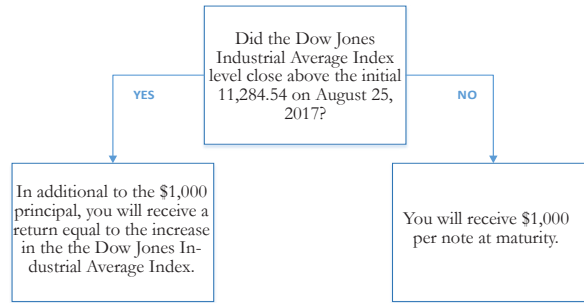 Did the Dow Jones
Industrial Average Index
level close above the initial
11,284.54 on August 25,
2017?
YES
NO
In additional to the $1,000
principal, you will receive a
return equal to the increase
in the the Dow Jones In-
dustrial Average Index.
You will receive $1,000
per note at maturity.